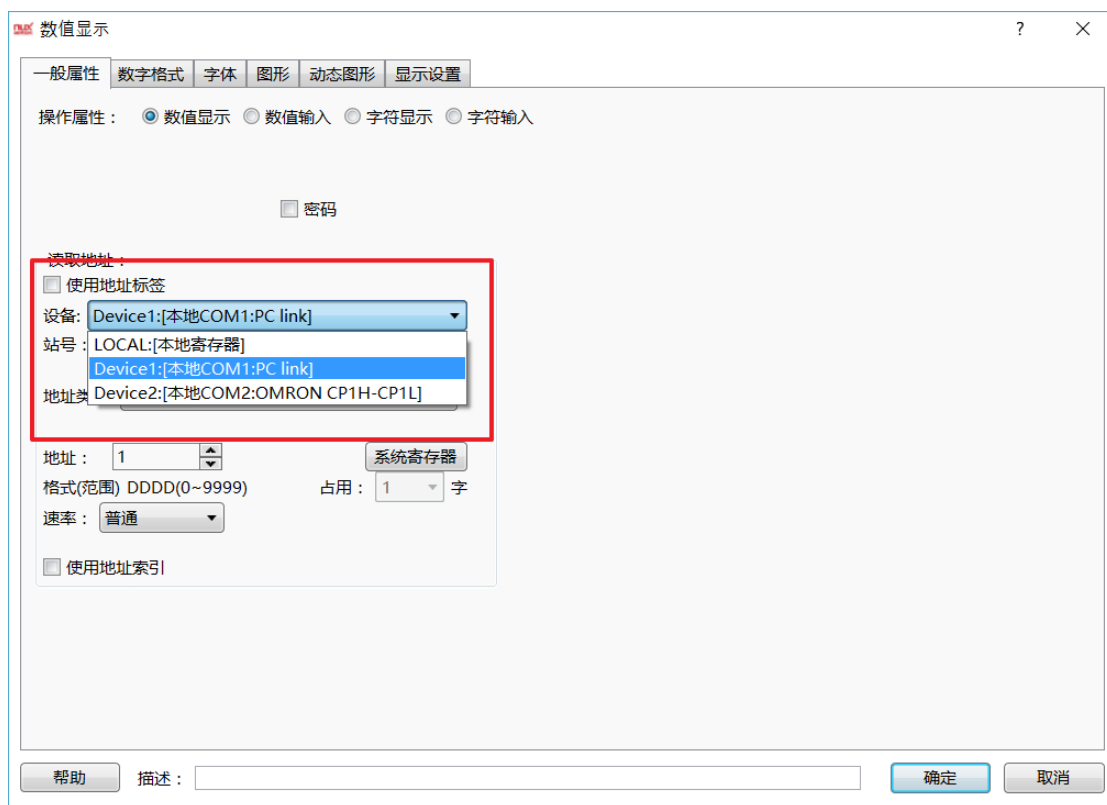 数值显示 ?
一般属性 数字格式 字体 图形 动态图形 显示设置
操作属性： 数值显示 数值输入 字符显示 字符输入
密码
读取地址：
使用地址标签
设备: Device1:[本地COM1:PC link]
站号： LOCAL:[本地寄存器]
Device1:[本地COM1:PC link]
地址类 Device2:[本地COM2:OMRON CP1H-CP1L]
地址： 1 系统寄存器
格式(范围) DDDD(0~9999) 占用： 1 字
速率： 普通
使用地址索引
帮助 描述： 确定 取消